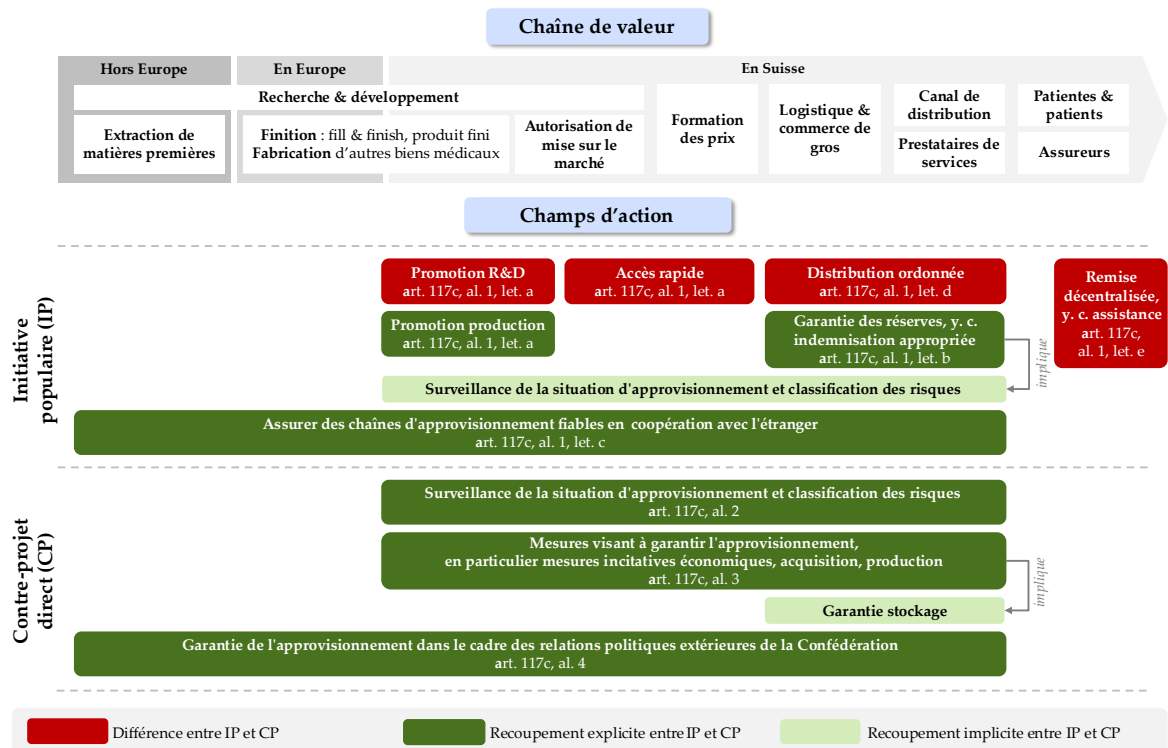 Chaîne de valeur
Hors Europe
En Europe
En Suisse
Recherche & développement
Extraction de
matières premières
Finition : fill & finish, produit fini
Fabrication d'autres biens médicaux
Autorisation de
mise sur le
marché
Formation
des prix
Logistique &
commerce de
gros
Canal de
distribution
Prestataires de
services
Patientes &
patients
Assureurs
Champs d'action
Initiative
populaire (IP)
Promotion R&D
art. 117c, al. 1, let. a
Accès rapide
art. 117c, al. 1, let. a
Distribution ordonnée
art. 117c, al. 1, let. d
Remise
décentralisée,
y. c. assistance
art. 117c,
al. 1, let. e
Promotion production
art. 117c, al. 1, let. a
Garantie des réserves, y. c.
indemnisation appropriée
art. 117c, al. 1, let. b
implique
Surveillance de la situation d'approvisionnement et classification des risques
Assurer des chaînes d'approvisionnement fiables en coopération avec l'étranger
art. 117c, al. 1, let. c
Contre-projet
direct (CP)
Surveillance de la situation d'approvisionnement et classification des risques
art. 117c, al. 2
Mesures visant à garantir l'approvisionnement,
en particulier mesures incitatives économiques, acquisition, production
art. 117c, al. 3
implique
Garantie stockage
Garantie de l'approvisionnement dans le cadre des relations politiques extérieures de la Confédération
art. 117c, al. 4
Différence entre IP et CP
Recoupement explicite entre IP et CP
Recoupement implicite entre IP et CP